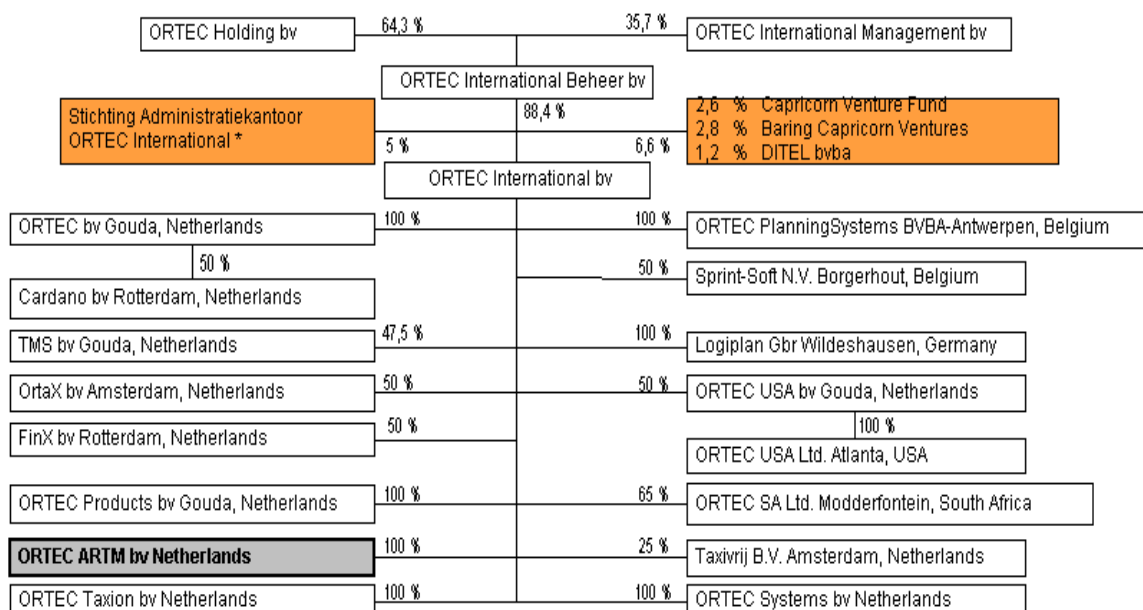 ORTEC Holding bv
64,3 %
35,7 %
ORTEC International Management bv
ORTEC International Beheer bv
Stichting Administratiekantoor
ORTEC International *
88,4 %
2,6 % Capricorn Venture Fund
2,8 % Baring Capricorn Ventures
1,2 % DITEL bvba
5 %
6,6 %
ORTEC International bv
ORTEC bv Gouda, Netherlands
100 %
100 %
ORTEC PlanningSystems BVBA-Antwerpen, Belgium
50 %
50 %
Sprint-Soft N.V. Borgerhout, Belgium
Cardano bv Rotterdam, Netherlands
TMS bv Gouda, Netherlands
47,5 %
100 %
Logiplan Gbr Wildeshausen, Germany
OrtaX bv Amsterdam, Netherlands
50 %
50 %
ORTEC USA bv Gouda, Netherlands
FinX bv Rotterdam, Netherlands
50 %
100 %
ORTEC USA Ltd. Atlanta, USA
ORTEC Products bv Gouda, Netherlands
100 %
65 %
ORTEC SA Ltd. Modderfontein, South Africa
ORTEC ARTM bv Netherlands
100 %
25 %
Taxivrij B.V. Amsterdam, Netherlands
ORTEC Taxion bv Netherlands
100 %
100 %
ORTEC Systems bv Netherlands